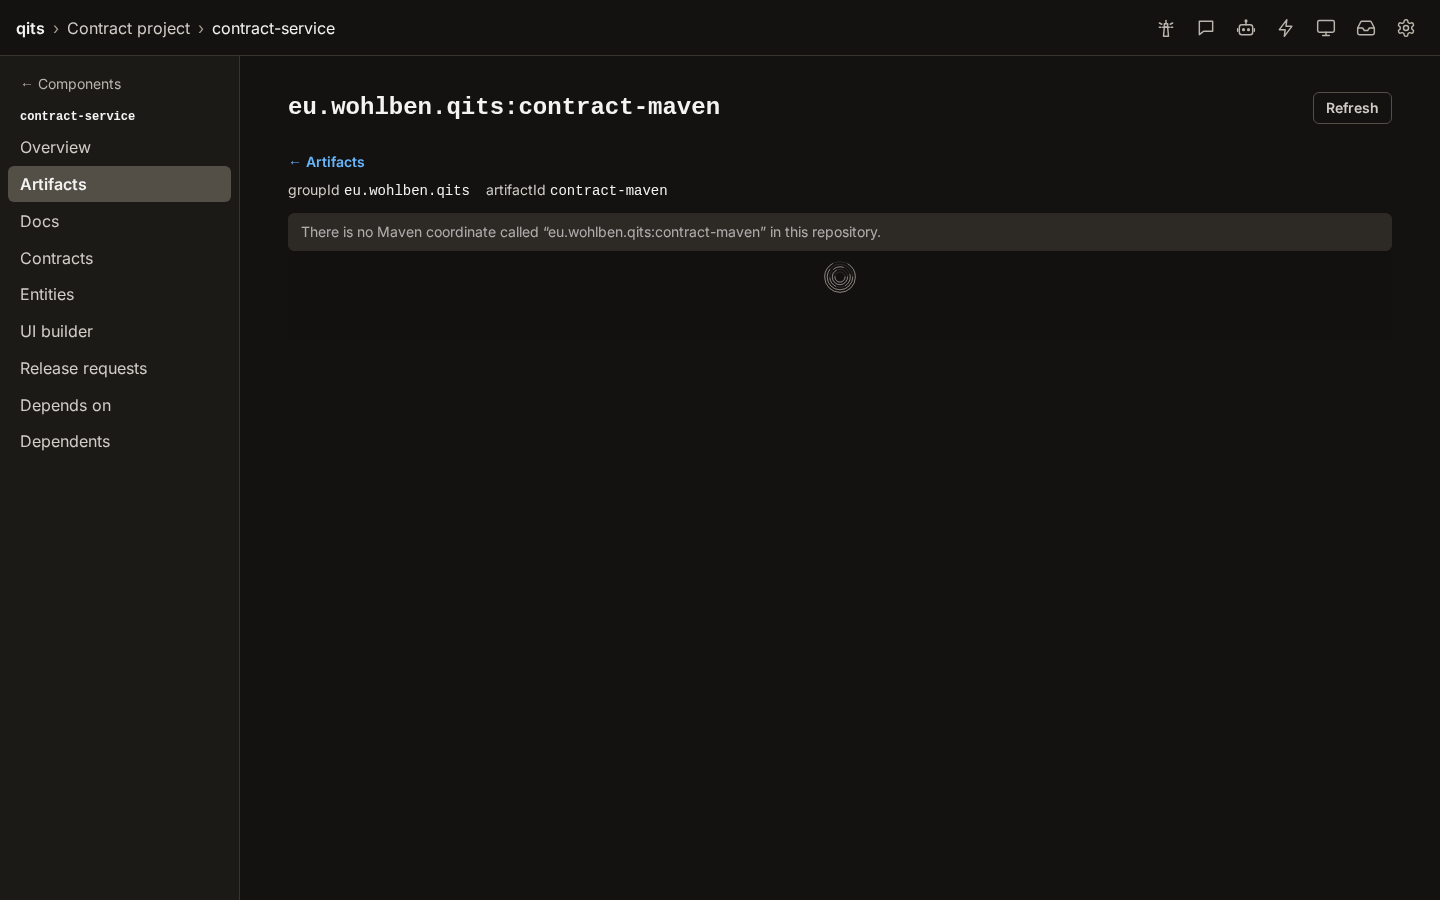 qits › Contract project › contract-service
← Components
contract-service
Overview
Artifacts
Docs
Contracts
Entities
UI builder
Release requests
Depends on
Dependents
eu.wohlben.qits:contract-maven
Refresh
← Artifacts
groupId eu.wohlben.qits artifactId contract-maven
There is no Maven coordinate called “eu.wohlben.qits:contract-maven” in this repository.